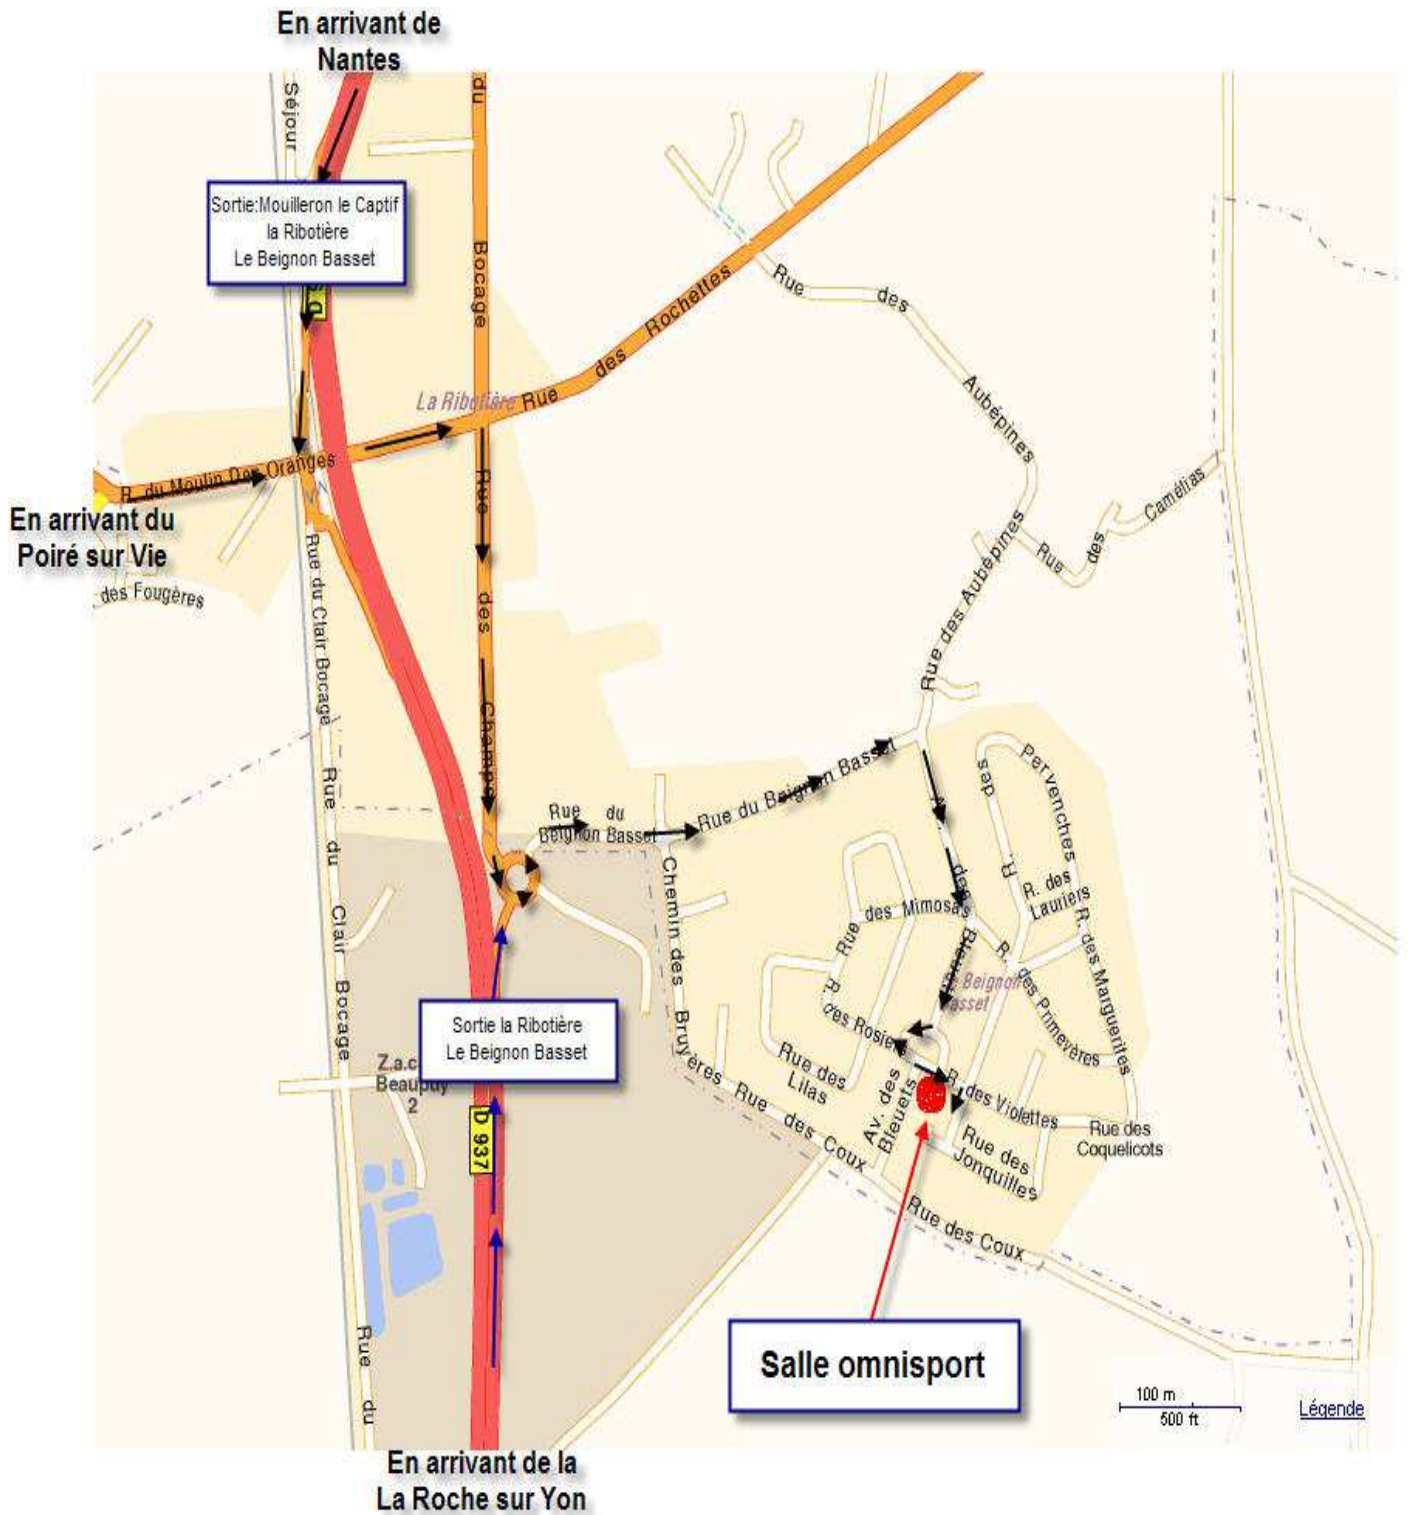 En arrivant de
Nantes
Séjour
du
Bocage
Sortie:Mouilleron le Captif
la Ribotière
Le Beignon Basset
La Ribotière
Rue des Rochettes
Rue des Aubépines
R. du Moulin Des Oranges
En arrivant du
Poiré sur Vie
des Fougères
Rue des Champs
Rue des Camélias
Rue des Aubépines
Rue du Clair Bocage
Rue du Clair Bocage
Rue du
Rue du
Beignon Basset
Rue du Beignon Basset
R. des Pervenches
R. des
Lauriers
R. des Marguerites
Rue des Mimosas
des
Chemin des Bruyères
R. des Primevères
Beignon
asset
R. des Rosiers
Rue des
Lilas
Av. des
Bleuets
R. des Violettes
Rue des
Coquelicots
Rue des
Jonquilles
Rue des Coux
Rue des Coux
Sortie la Ribotière
Le Beignon Basset
Z.a.c
Beaupuy
2
D 937
Salle omnisport
100 m
500 ft
Légende
En arrivant de la
La Roche sur Yon